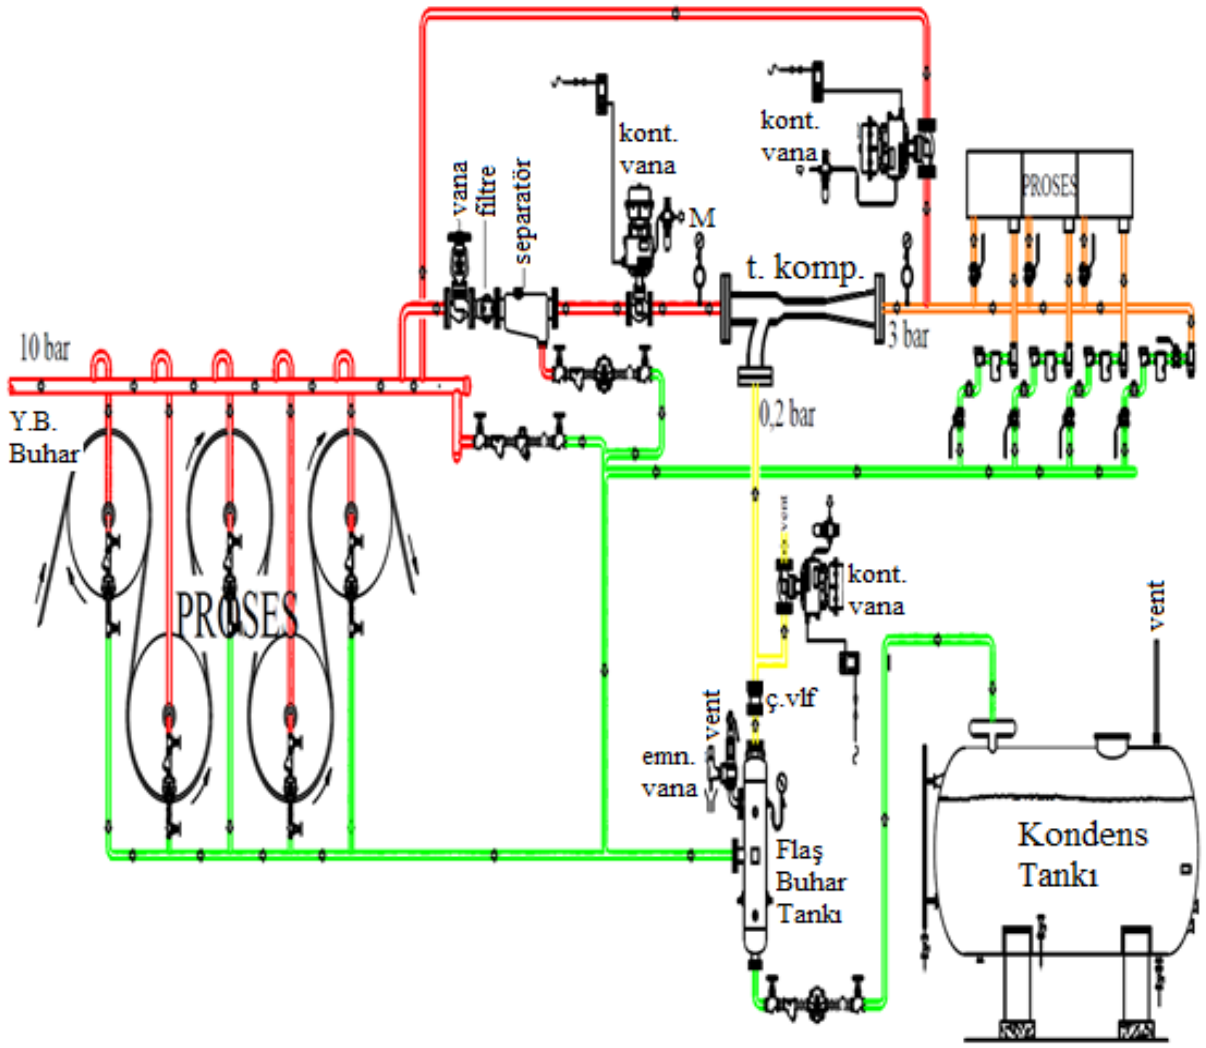 kont.
vana
kont.
vana
vana
filtre
separatör
M
PROSES
t. komp.
10 bar
3 bar
Y.B.
Buhar
0,2 bar
vent
kont.
vana
PROSES
vent
ç.vlf
vent
emn.
vana
Flaş
Buhar
Tankı
Kondens
Tankı